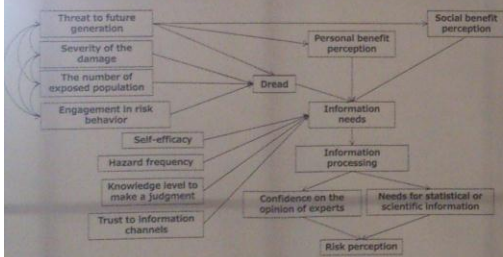 Threat to future
generation
Social benefit
perception
Severity of the
damage
Personal benefit
perception
The number of
exposed population
Dread
Engagement in risk
behavior
Information
needs
Self-efficacy
Hazard frequency
Information
processing
Knowledge level to
make a judgment
Confidence on the
opinion of experts
Needs for statistical or
scientific information
Trust to information
channels
Risk perception